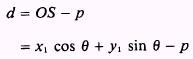 d = OS − p
= x₁ cos θ + y₁ sin θ − p